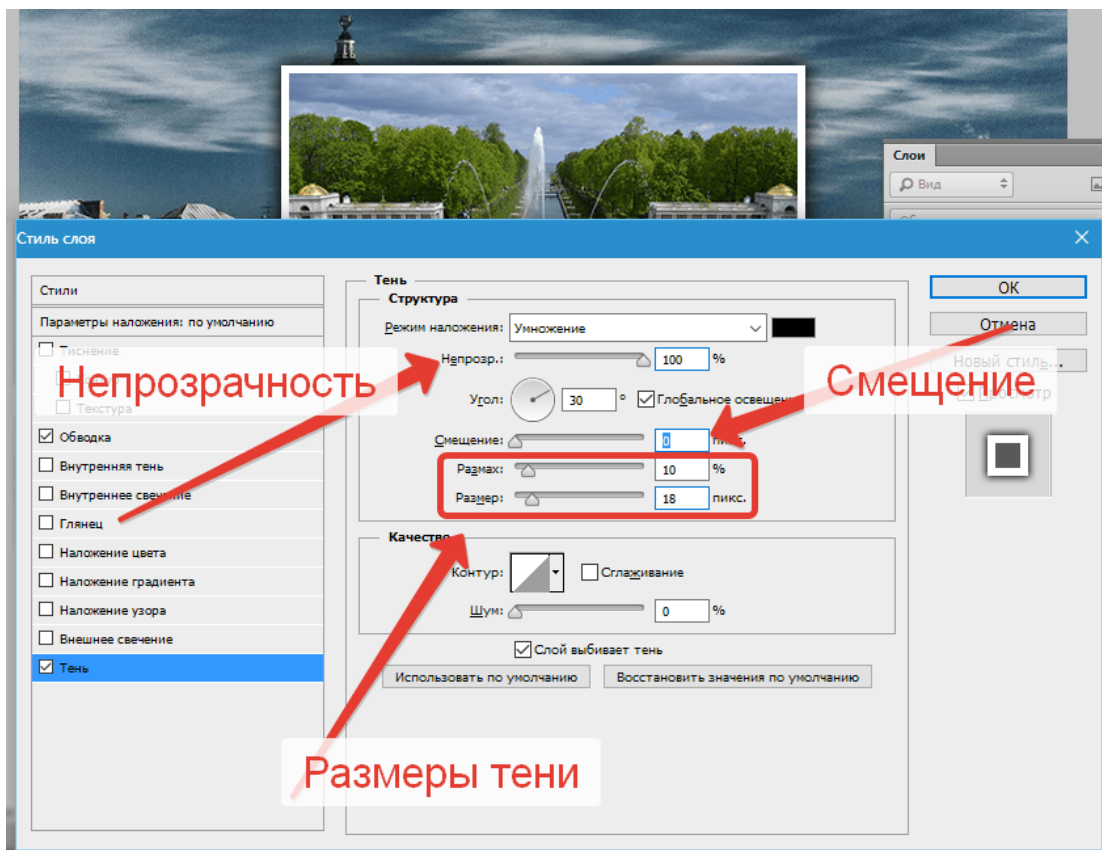 Слои
Вид
Стиль слоя
Стили
Параметры наложения: по умолчанию
Тиснение
Текстура
Обводка
Внутренняя тень
Внутреннее свечение
Глянец
Наложение цвета
Наложение градиента
Наложение узора
Внешнее свечение
Тень
Тень
Структура
Режим наложения: Умножение
Непрозр.: 100 %
Угол: 30 ° Глобальное освещение
Смещение: 0 пикс.
Размах: 10 %
Размер: 18 пикс.
Качество
Контур: Сглаживание
Шум: 0 %
Слой выбивает тень
Использовать по умолчанию Восстановить значения по умолчанию
ОК
Отмена
Новый стиль...
Просмотр
Непрозрачность
Смещение
Размеры тени